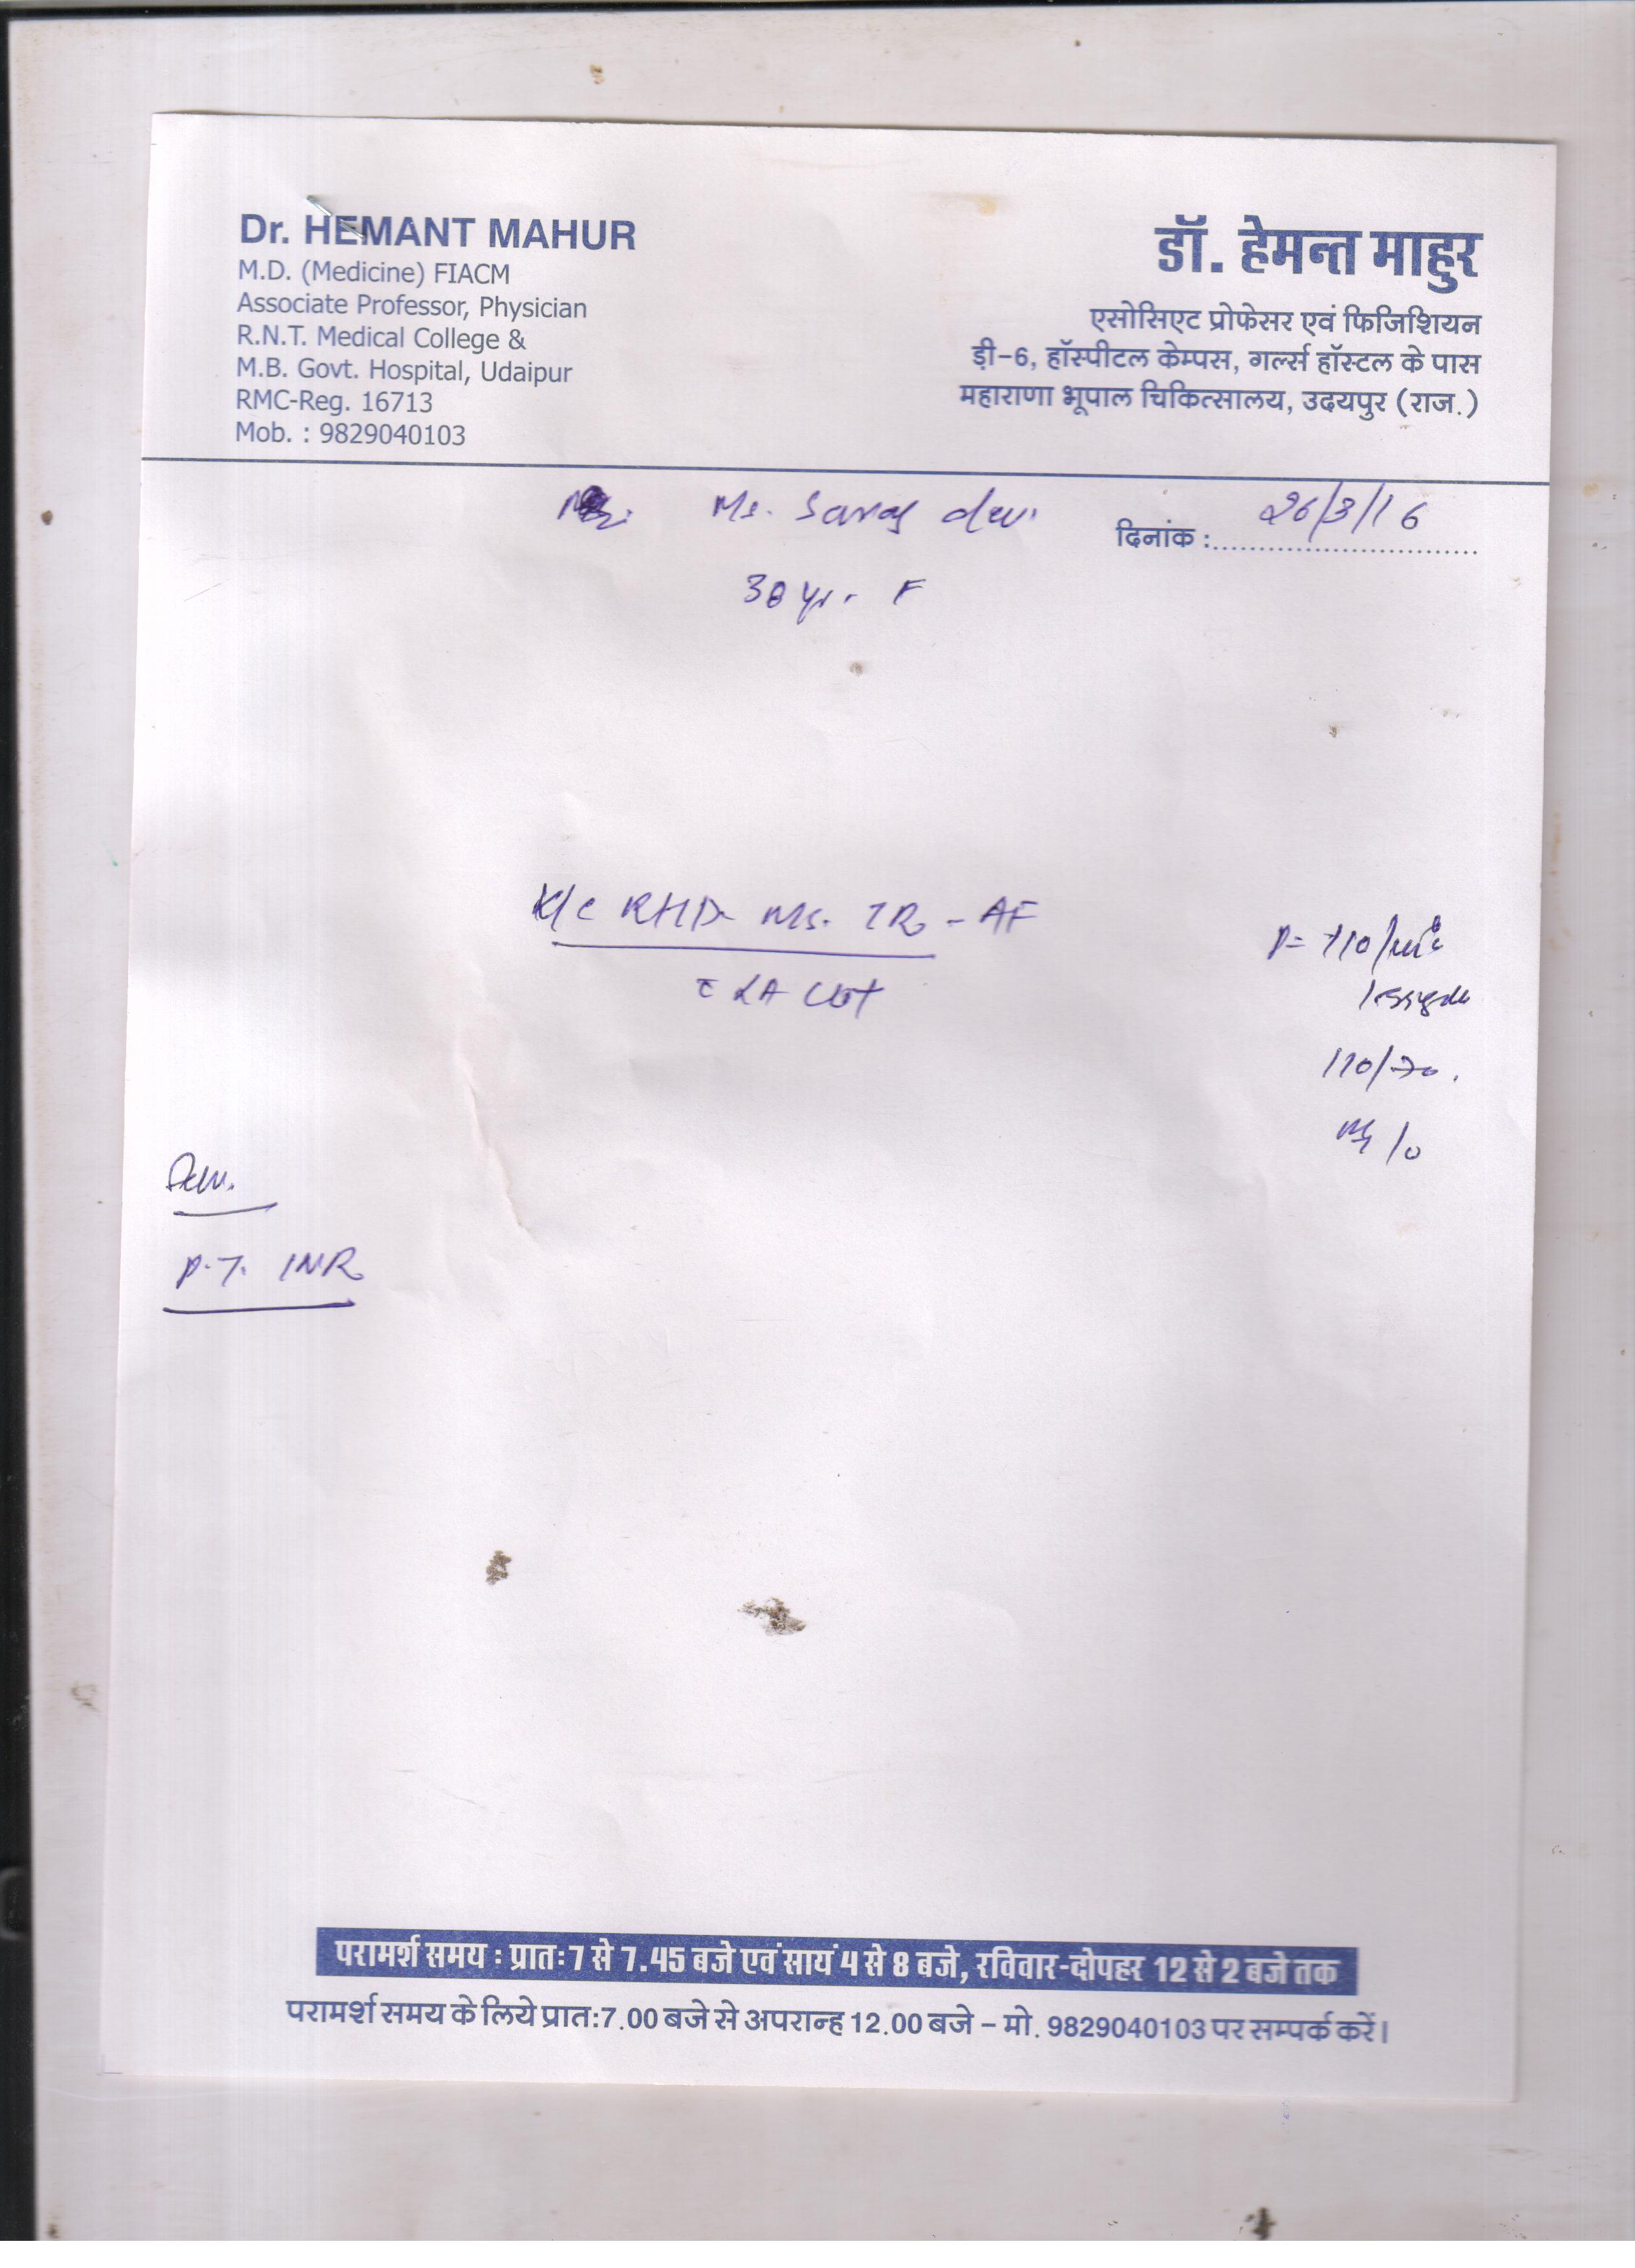 Dr. HEMANT MAHUR
M.D. (Medicine) FIACM
Associate Professor, Physician
R.N.T. Medical College &
M.B. Govt. Hospital, Udaipur
RMC-Reg. 16713
Mob. : 9829040103
डॉ. हेमन्त माहुर
एसोसिएट प्रोफेसर एवं फिजिशियन
ड़ी-6, हॉस्पीटल केम्पस, गर्ल्स हॉस्टल के पास
महाराणा भूपाल चिकित्सालय, उदयपुर (राज.)
Ms. Saroj devi
दिनांक : 26/3/16
30 yr. F
K/C RHD MS. TR - AF
c̄ LA Clot
P = 110/min
110/70.
Adv.
P.T. INR
परामर्श समय : प्रातः 7 से 7.45 बजे एवं सायं 4 से 8 बजे, रविवार-दोपहर 12 से 2 बजे तक
परामर्श समय के लिये प्रातः 7.00 बजे से अपरान्ह 12.00 बजे – मो. 9829040103 पर सम्पर्क करें।